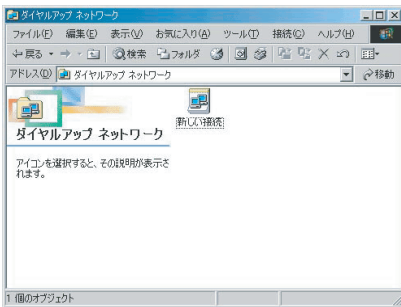 ダイヤルアップ ネットワーク
ファイル(F) 編集(E) 表示(V) お気に入り(A) ツール(T) 接続(C) ヘルプ(H)
戻る 検索 フォルダ
アドレス(D) ダイヤルアップ ネットワーク 移動
新しい接続
ダイヤルアップ ネットワーク
アイコンを選択すると、その説明が表示さ
れます。
1 個のオブジェクト